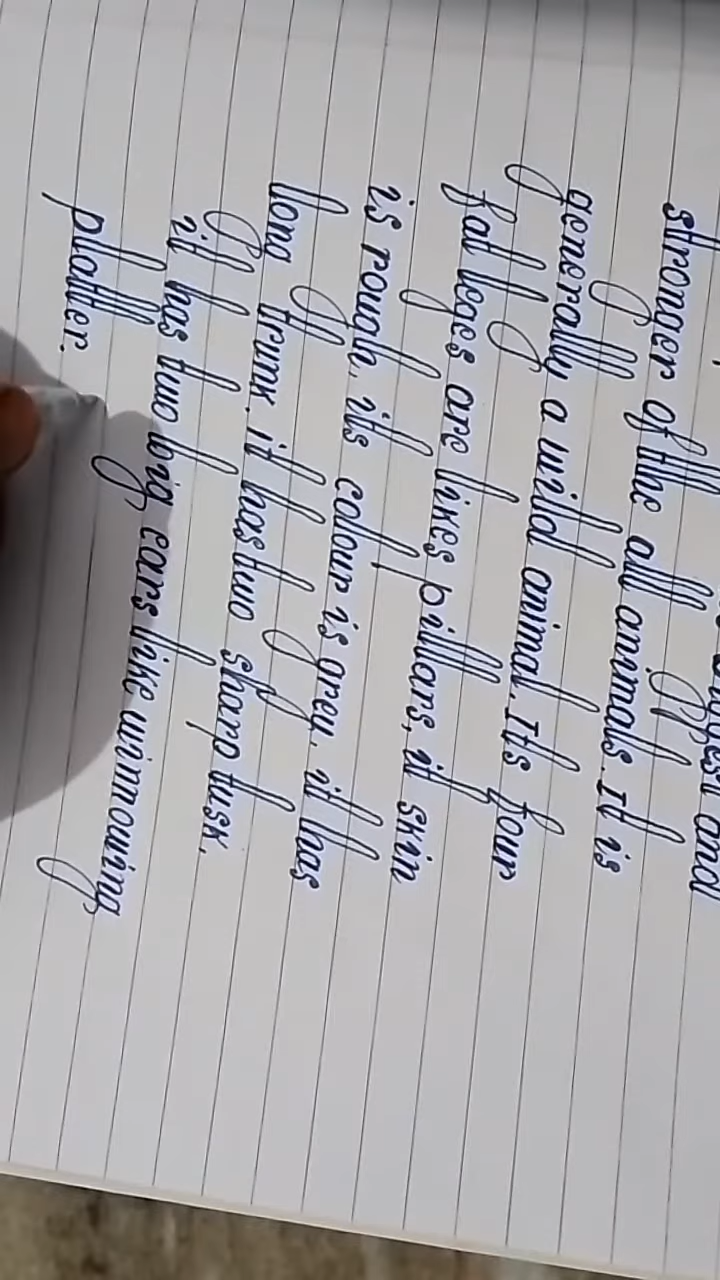 and
stronger of the all animals. It is
generally a wild animal. Its four
fat leges are likes pillars, it skin
is rough, its colour is grey, it has
long trunk, it has two sharp tusk.
it has two big ears like winnowing
platter.